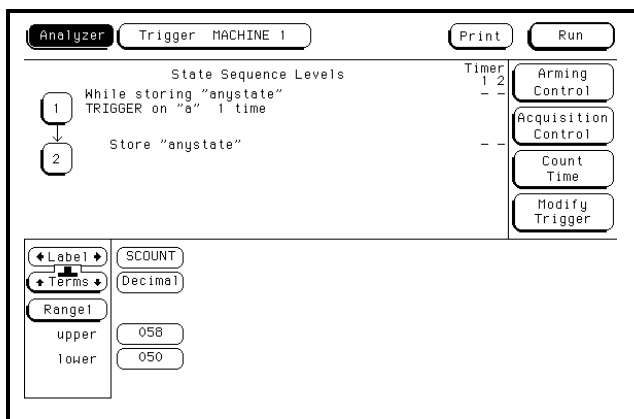 Analyzer Trigger MACHINE 1 Print Run
State Sequence Levels
Timer
1 2
While storing "anystate"
1 TRIGGER on "a" 1 time - -
2 Store "anystate" - -
Arming
Control
Acquisition
Control
Count
Time
Modify
Trigger
Label SCOUNT
Terms Decimal
Range1
upper 058
lower 050